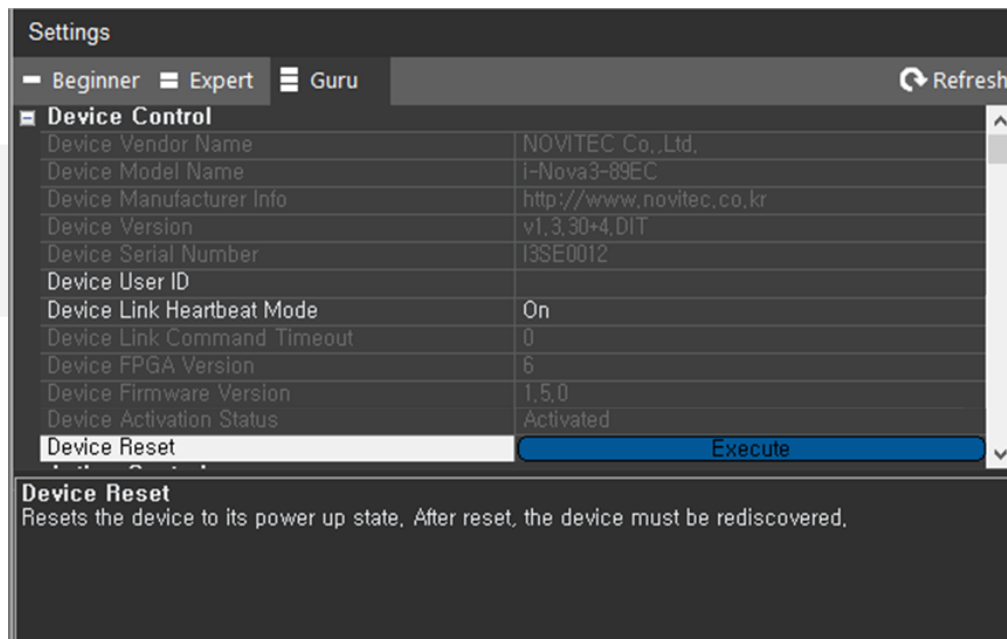 Settings
Beginner Expert Guru Refresh
Device Control
Device Vendor Name NOVITEC Co,,Ltd,
Device Model Name i-Nova3-89EC
Device Manufacturer Info http://www,novitec,co,kr
Device Version v1,3,30+4,DIT
Device Serial Number I3SE0012
Device User ID
Device Link Heartbeat Mode On
Device Link Command Timeout 0
Device FPGA Version 6
Device Firmware Version 1,5,0
Device Activation Status Activated
Device Reset Execute
Device Reset
Resets the device to its power up state, After reset, the device must be rediscovered,